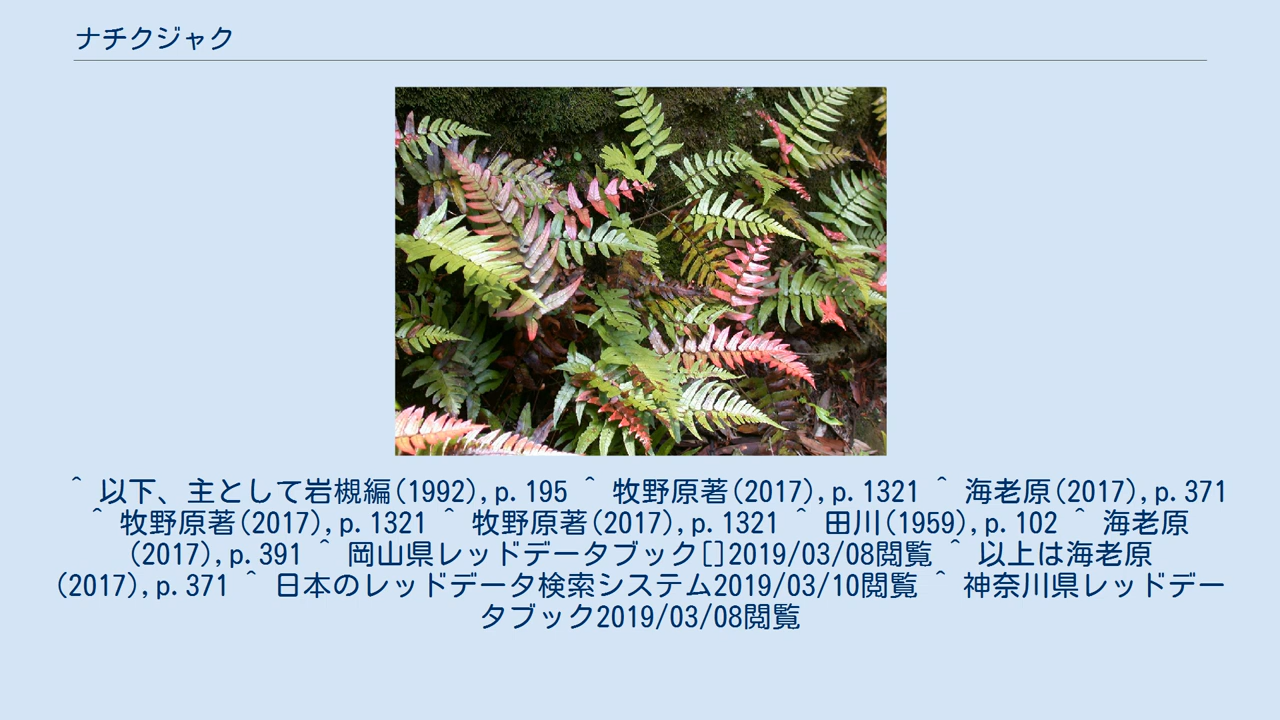 ナチクジャク
^ 以下、主として岩槻編(1992),p.195 ^ 牧野原著(2017),p.1321 ^ 海老原(2017),p.371
^ 牧野原著(2017),p.1321 ^ 牧野原著(2017),p.1321 ^ 田川(1959),p.102 ^ 海老原
(2017),p.391 ^ 岡山県レッドデータブック[]2019/03/08閲覧 ^ 以上は海老原
(2017),p.371 ^ 日本のレッドデータ検索システム2019/03/10閲覧 ^ 神奈川県レッドデー
タブック2019/03/08閲覧